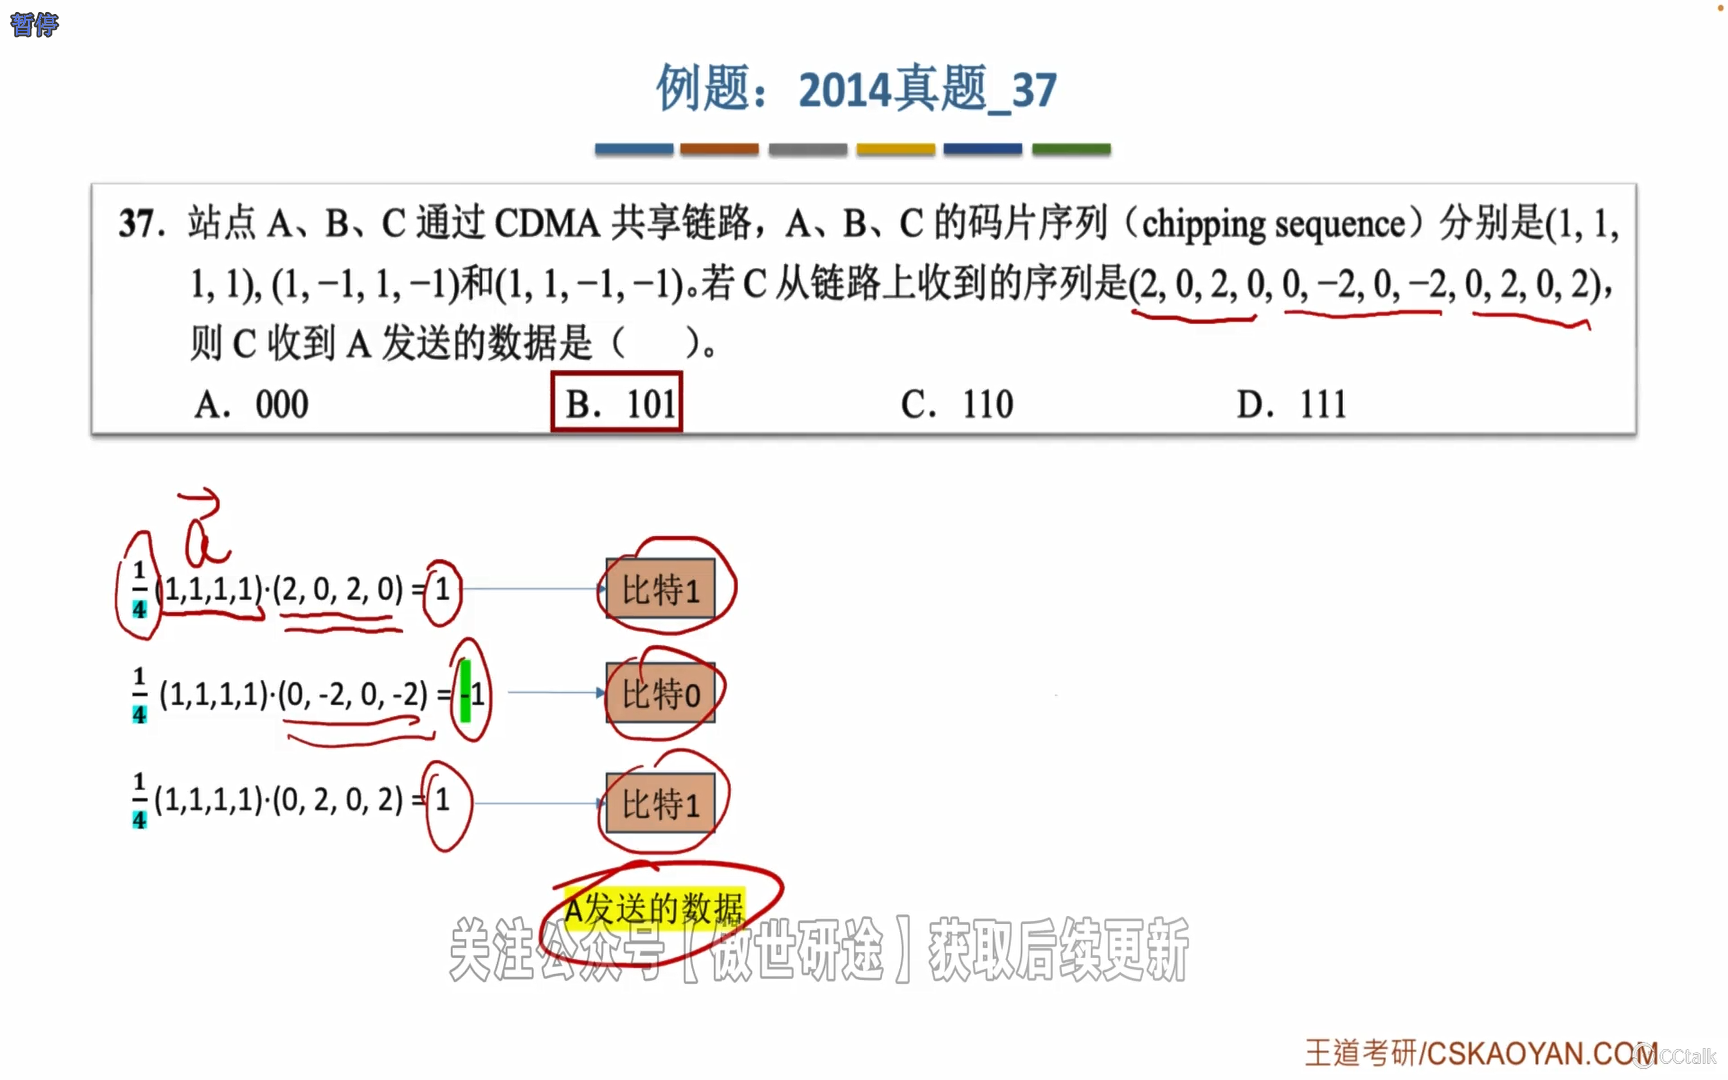 暂停
例题：2014真题_37
37. 站点 A、B、C 通过 CDMA 共享链路，A、B、C 的码片序列（chipping sequence）分别是(1, 1,
1, 1), (1, −1, 1, −1)和(1, 1, −1, −1)。若 C 从链路上收到的序列是(2, 0, 2, 0, 0, −2, 0, −2, 0, 2, 0, 2)，
则 C 收到 A 发送的数据是（ ）。
A. 000 B. 101 C. 110 D. 111
a
1/4 (1,1,1,1)·(2, 0, 2, 0) = 1 比特1
1/4 (1,1,1,1)·(0, -2, 0, -2) = -1 比特0
1/4 (1,1,1,1)·(0, 2, 0, 2) = 1 比特1
A发送的数据
关注公众号【傲世研途】获取后续更新
王道考研/CSKAOYAN.COM
CCtalk